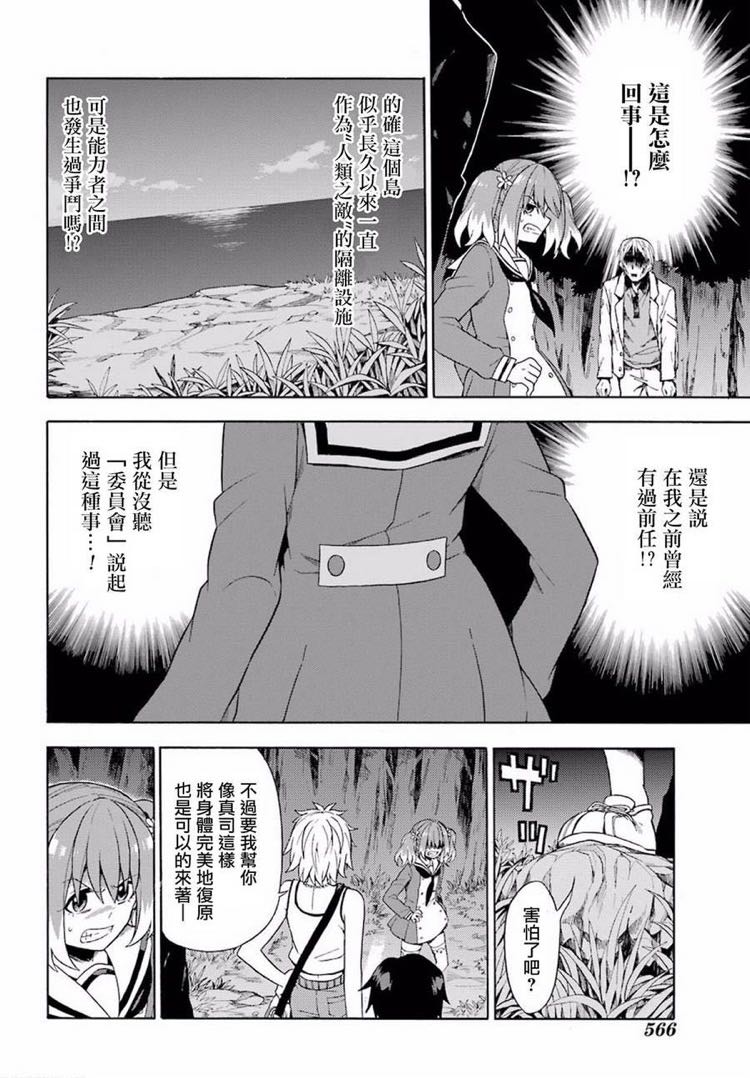 這是怎麼
回事——!?
的確 這個島
似乎長久以來一直
作為〝人類之敵〞的隔離設施
可是能力者之間
也發生過爭鬥嗎!?
還是說
在我之前曾經
有過前任!?
但是
我從沒聽
「委員會」說起
過這種事…!
ザッ
害怕了吧?
不過要我幫你
像真司這樣
將身體完美地復原
也是可以的來著—
566